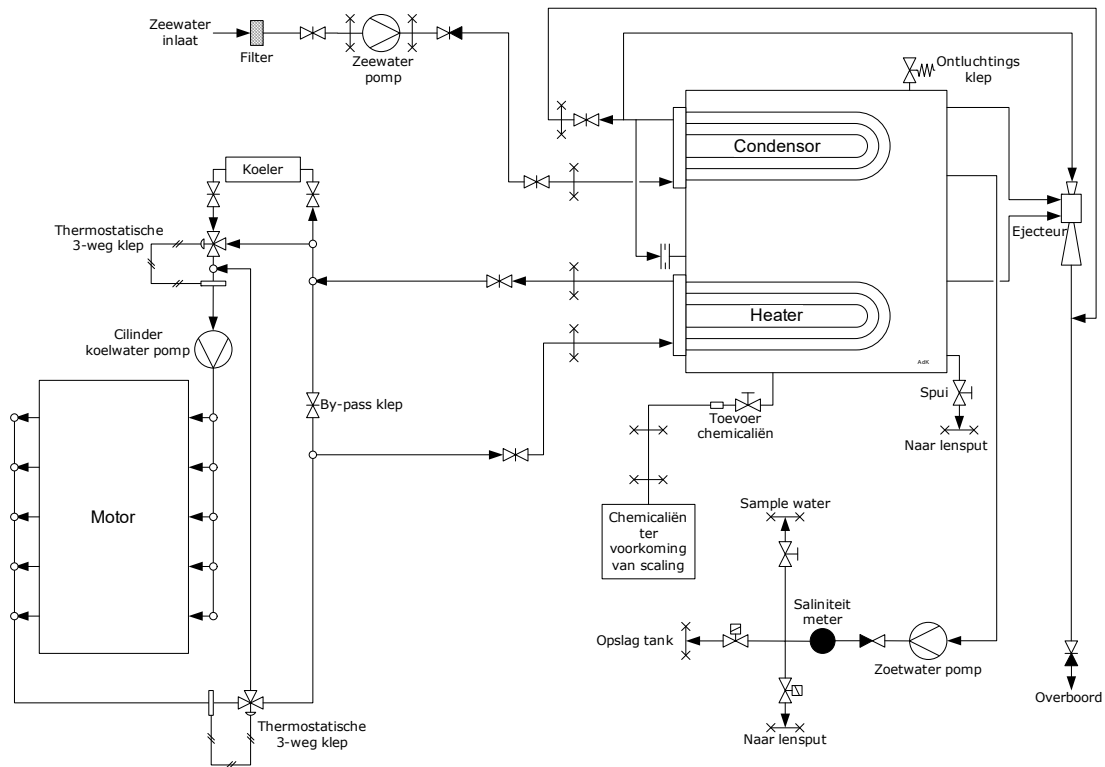 Zeewater
inlaat
Filter
Zeewater
pomp
Ontluchtings
klep
Condensor
Koeler
Thermostatische
3-weg klep
Ejecteur
Heater
Cilinder
koelwater pomp
AdK
By-pass klep
Spui
Toevoer
chemicaliën
Naar lensput
Motor
Chemicaliën
ter
voorkoming
van scaling
Sample water
Saliniteit
meter
Opslag tank
Zoetwater pomp
Overboord
Thermostatische
3-weg klep
Naar lensput